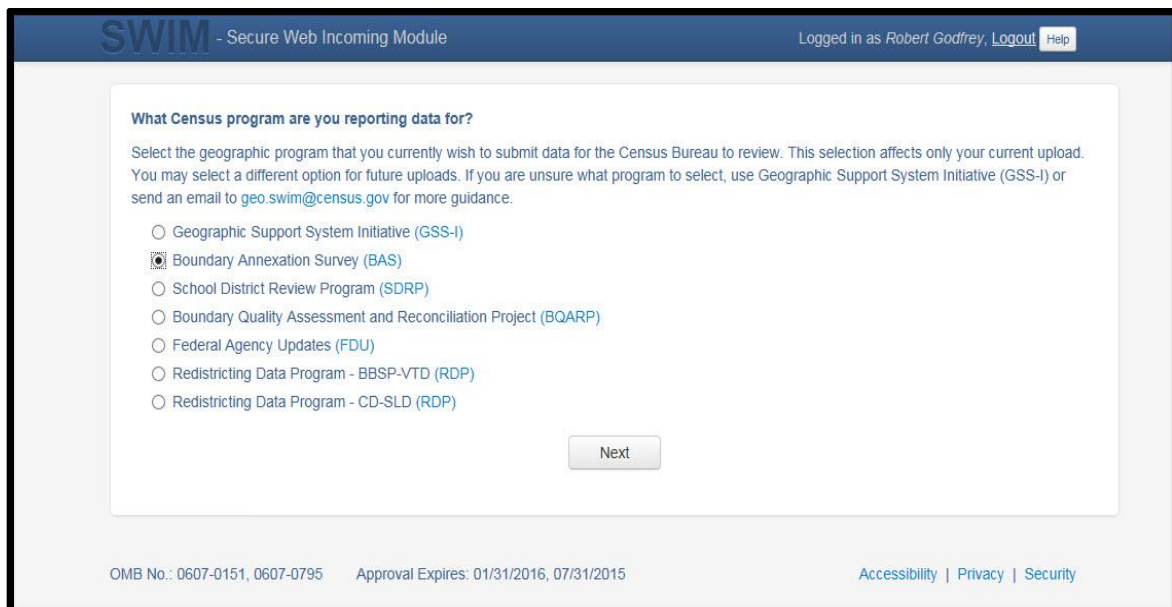 SWIM - Secure Web Incoming Module
Logged in as Robert Godfrey, Logout Help
What Census program are you reporting data for?
Select the geographic program that you currently wish to submit data for the Census Bureau to review. This selection affects only your current upload.
You may select a different option for future uploads. If you are unsure what program to select, use Geographic Support System Initiative (GSS-I) or
send an email to geo.swim@census.gov for more guidance.
Geographic Support System Initiative (GSS-I)
Boundary Annexation Survey (BAS)
School District Review Program (SDRP)
Boundary Quality Assessment and Reconciliation Project (BQARP)
Federal Agency Updates (FDU)
Redistricting Data Program - BBSP-VTD (RDP)
Redistricting Data Program - CD-SLD (RDP)
Next
OMB No.: 0607-0151, 0607-0795 Approval Expires: 01/31/2016, 07/31/2015 Accessibility | Privacy | Security